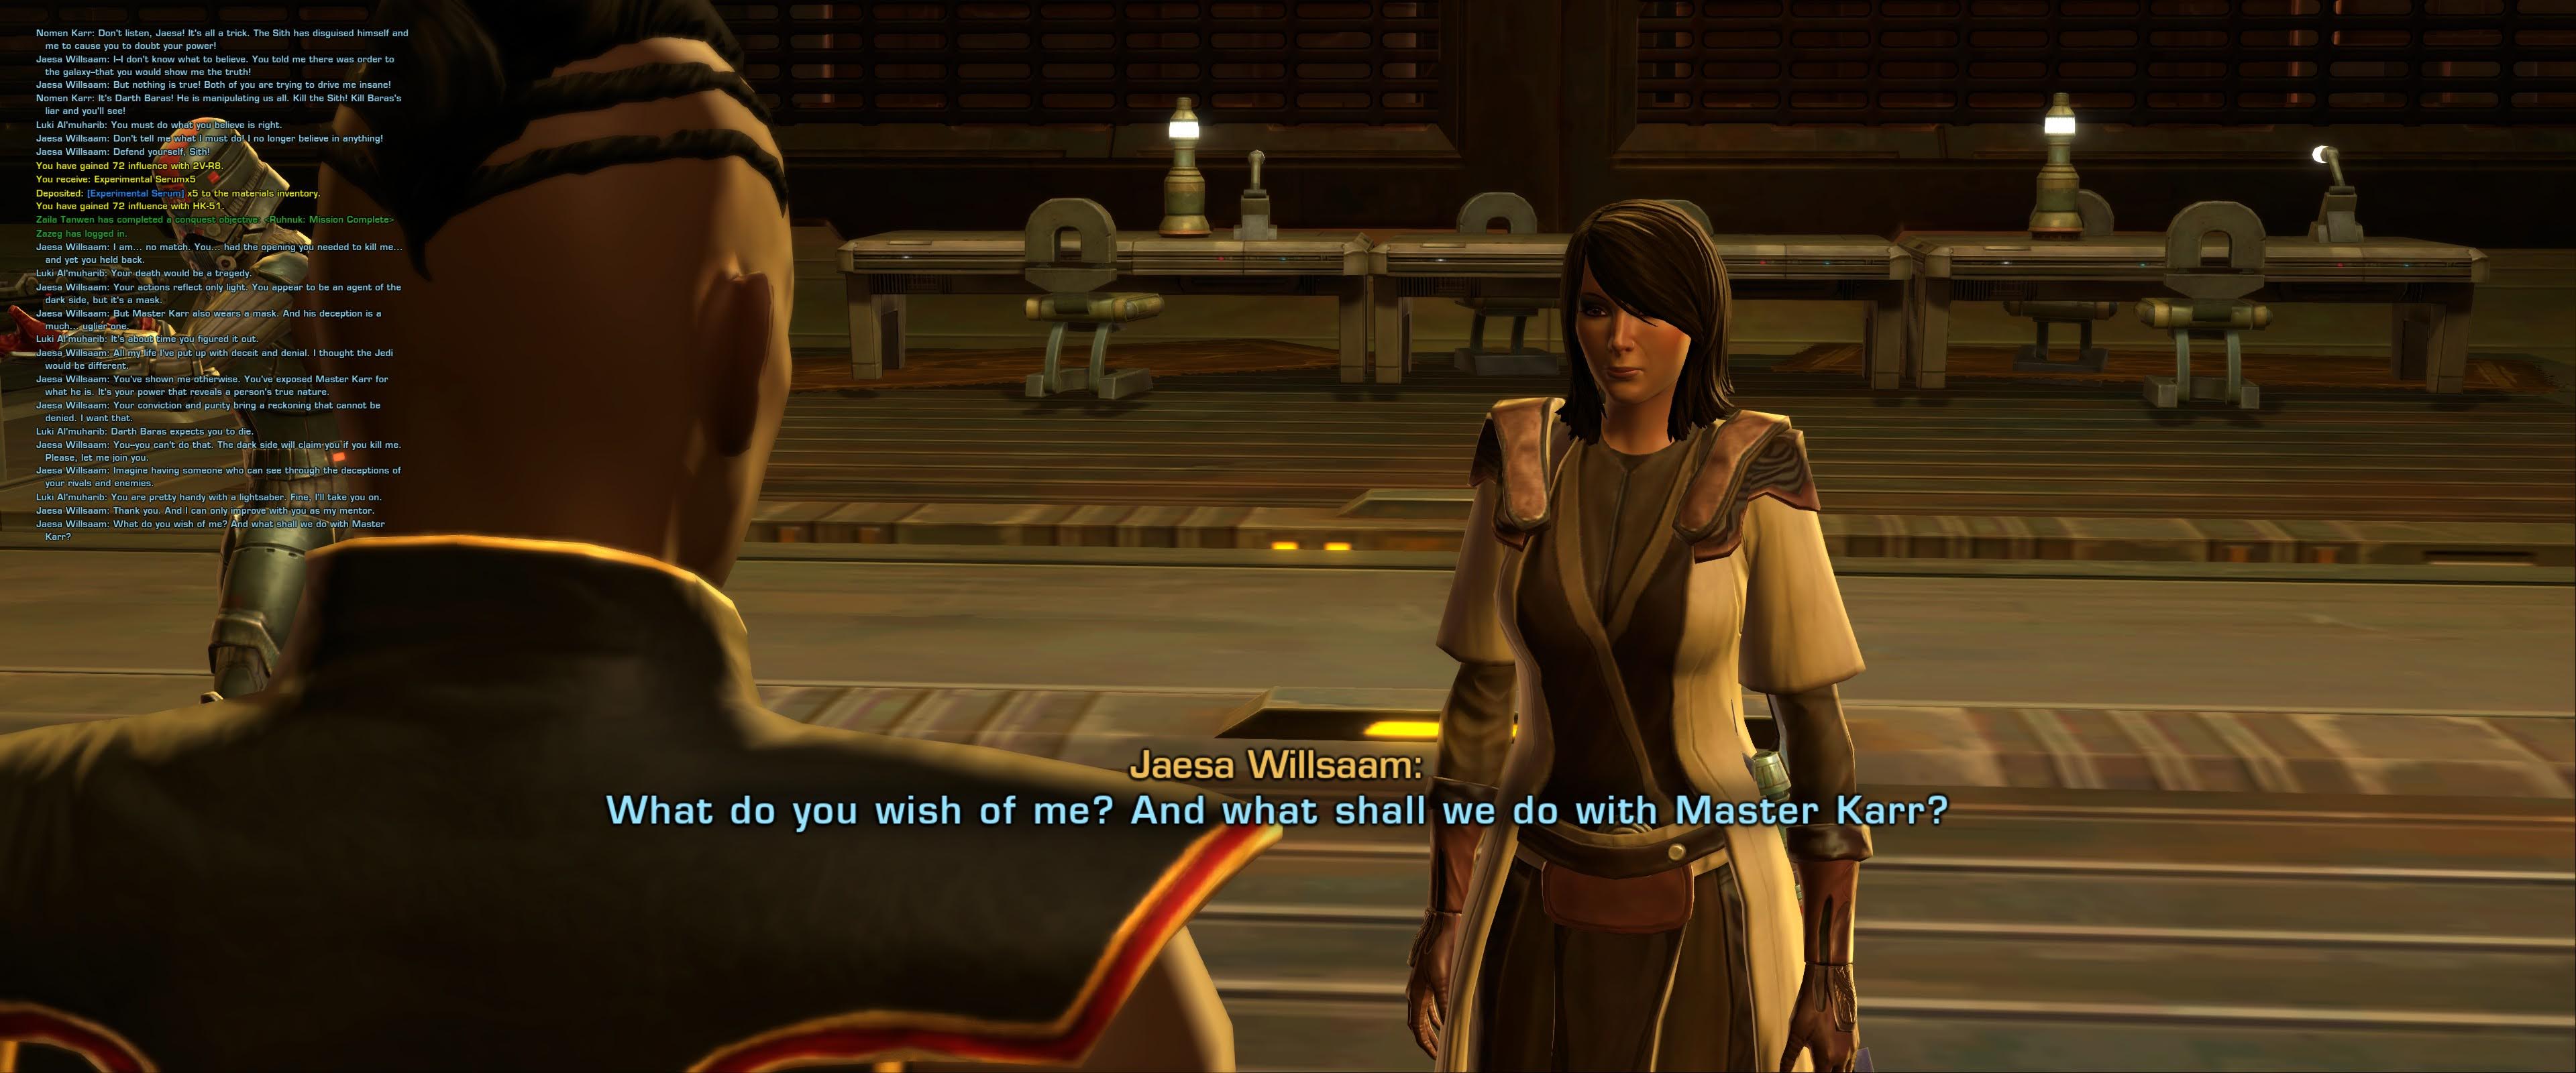 Nomen Karr: Don't listen, Jaesa! It's all a trick. The Sith has disguised himself and
me to cause you to doubt your power!
Jaesa Willsaam: I–I don't know what to believe. You told me there was order to
the galaxy–that you would show me the truth!
Jaesa Willsaam: But nothing is true! Both of you are trying to drive me insane!
Nomen Karr: It's Darth Baras! He is manipulating us all. Kill the Sith! Kill Baras's
liar and you'll see!
Luki Al'muharib: You must do what you believe is right.
Jaesa Willsaam: Don't tell me what I must do! I no longer believe in anything!
Jaesa Willsaam: Defend yourself, Sith!
You have gained 72 influence with 2V-R8.
You receive: Experimental Serumx5
Deposited: [Experimental Serum] x5 to the materials inventory.
You have gained 72 influence with HK-51.
Zaila Tanwen has completed a conquest objective: <Ruhnuk: Mission Complete>
Zazeg has logged in.
Jaesa Willsaam: I am... no match. You... had the opening you needed to kill me...
and yet you held back.
Luki Al'muharib: Your death would be a tragedy.
Jaesa Willsaam: Your actions reflect only light. You appear to be an agent of the
dark side, but it's a mask.
Jaesa Willsaam: But Master Karr also wears a mask. And his deception is a
much... uglier one.
Luki Al'muharib: It's about time you figured it out.
Jaesa Willsaam: All my life I've put up with deceit and denial. I thought the Jedi
would be different.
Jaesa Willsaam: You've shown me otherwise. You've exposed Master Karr for
what he is. It's your power that reveals a person's true nature.
Jaesa Willsaam: Your conviction and purity bring a reckoning that cannot be
denied. I want that.
Luki Al'muharib: Darth Baras expects you to die.
Jaesa Willsaam: You–you can't do that. The dark side will claim you if you kill me.
Please, let me join you.
Jaesa Willsaam: Imagine having someone who can see through the deceptions of
your rivals and enemies.
Luki Al'muharib: You are pretty handy with a lightsaber. Fine, I'll take you on.
Jaesa Willsaam: Thank you. And I can only improve with you as my mentor.
Jaesa Willsaam: What do you wish of me? And what shall we do with Master
Karr?
Jaesa Willsaam:
What do you wish of me? And what shall we do with Master Karr?